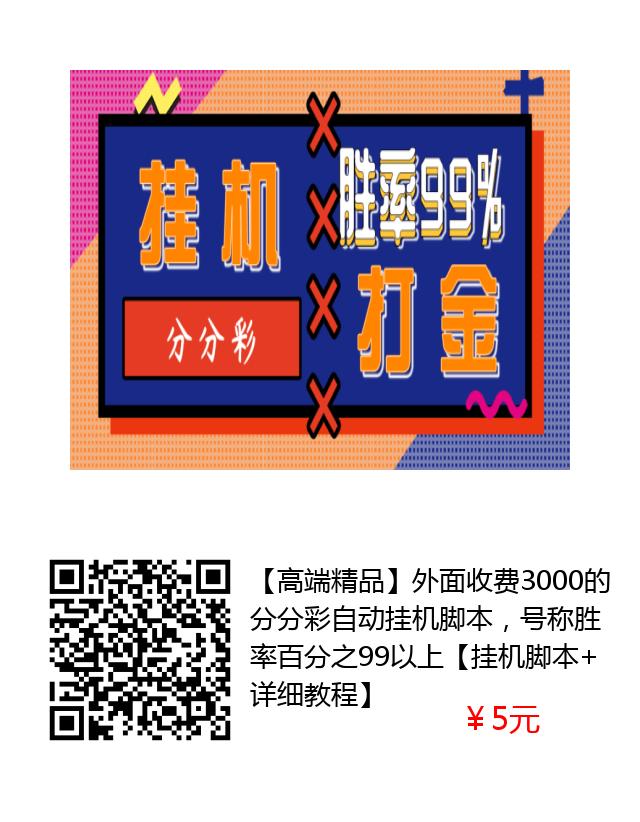 挂机
胜率99%
分分彩
打金
【高端精品】外面收费3000的
分分彩自动挂机脚本，号称胜
率百分之99以上【挂机脚本+
详细教程】
￥5元